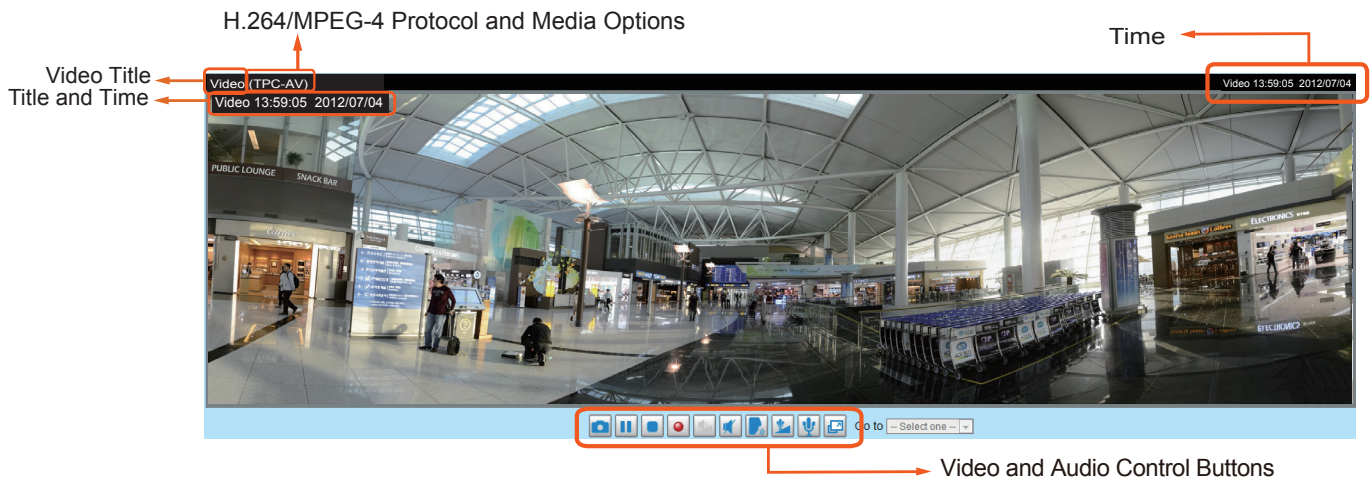 H.264/MPEG-4 Protocol and Media Options
Time
Video Title
Title and Time
Video (TPC-AV)
Video 13:59:05 2012/07/04
Video 13:59:05 2012/07/04
PUBLIC LOUNGE
SNACK BAR
Cartier
ELECTRONICS
Go to
-- Select one --
Video and Audio Control Buttons